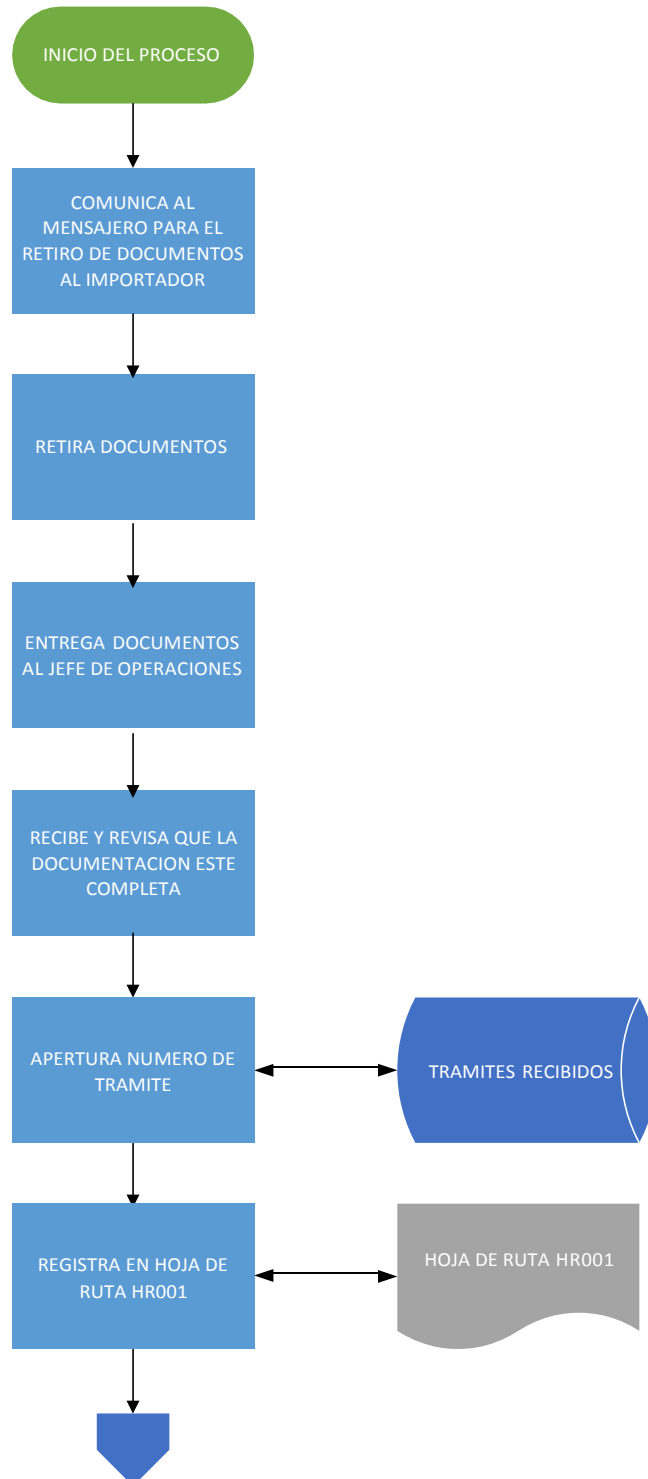 INICIO DEL PROCESO
COMUNICA AL
MENSAJERO PARA EL
RETIRO DE DOCUMENTOS
AL IMPORTADOR
RETIRA DOCUMENTOS
ENTREGA DOCUMENTOS
AL JEFE DE OPERACIONES
RECIBE Y REVISA QUE LA
DOCUMENTACION ESTE
COMPLETA
APERTURA NUMERO DE
TRAMITE
TRAMITES RECIBIDOS
REGISTRA EN HOJA DE
RUTA HR001
HOJA DE RUTA HR001